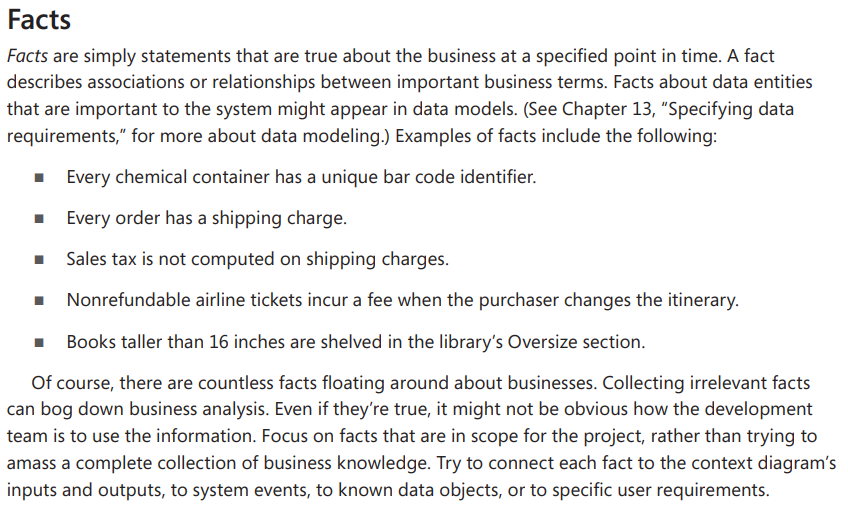 Facts
Facts are simply statements that are true about the business at a specified point in time. A fact
describes associations or relationships between important business terms. Facts about data entities
that are important to the system might appear in data models. (See Chapter 13, “Specifying data
requirements,” for more about data modeling.) Examples of facts include the following:
■ Every chemical container has a unique bar code identifier.
■ Every order has a shipping charge.
■ Sales tax is not computed on shipping charges.
■ Nonrefundable airline tickets incur a fee when the purchaser changes the itinerary.
■ Books taller than 16 inches are shelved in the library’s Oversize section.
Of course, there are countless facts floating around about businesses. Collecting irrelevant facts
can bog down business analysis. Even if they’re true, it might not be obvious how the development
team is to use the information. Focus on facts that are in scope for the project, rather than trying to
amass a complete collection of business knowledge. Try to connect each fact to the context diagram’s
inputs and outputs, to system events, to known data objects, or to specific user requirements.